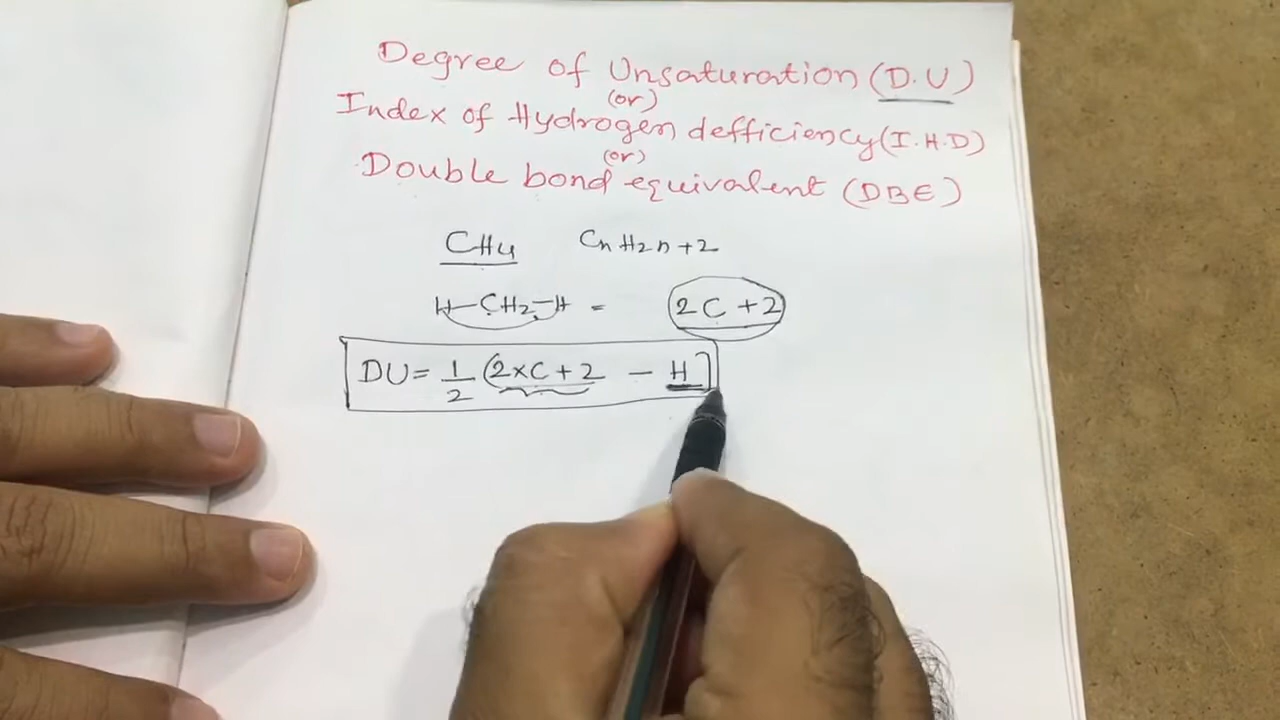 Degree of Unsaturation (D.U)
(or)
Index of Hydrogen defficiency (I.H.D)
(or)
Double bond equivalent (DBE)
CH4 CnH2n+2
H-CH2-H = 2C+2
DU = 1/2 (2×C+2 - H]